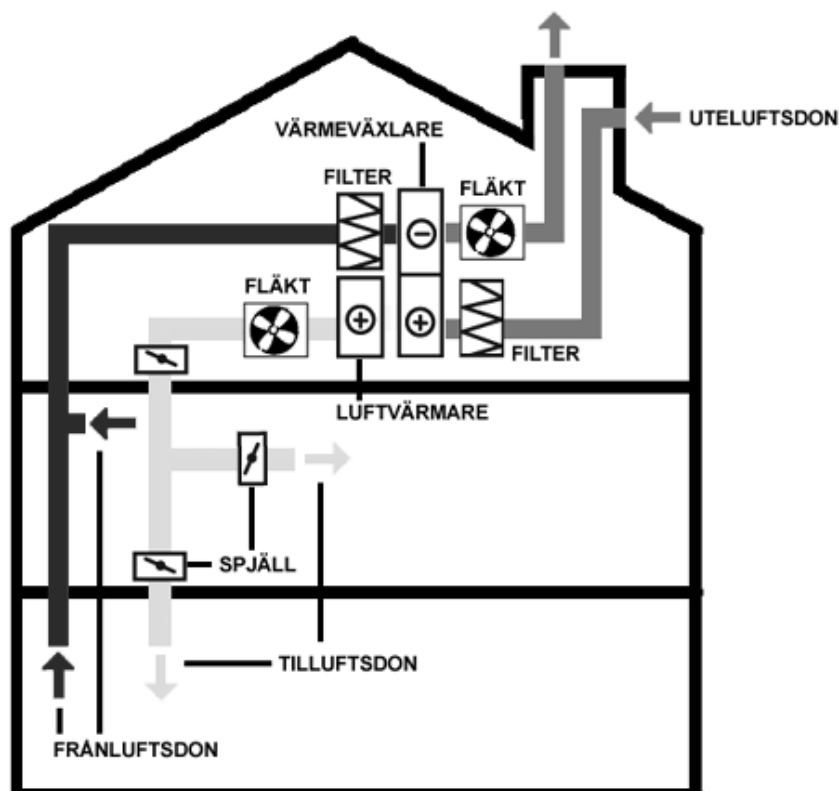 UTELUFTSDON
VÄRMEVÄXLARE
FILTER
FLÄKT
FLÄKT
FILTER
LUFTVÄRMARE
SPJÄLL
TILLUFTSDON
FRÅNLUFTSDON